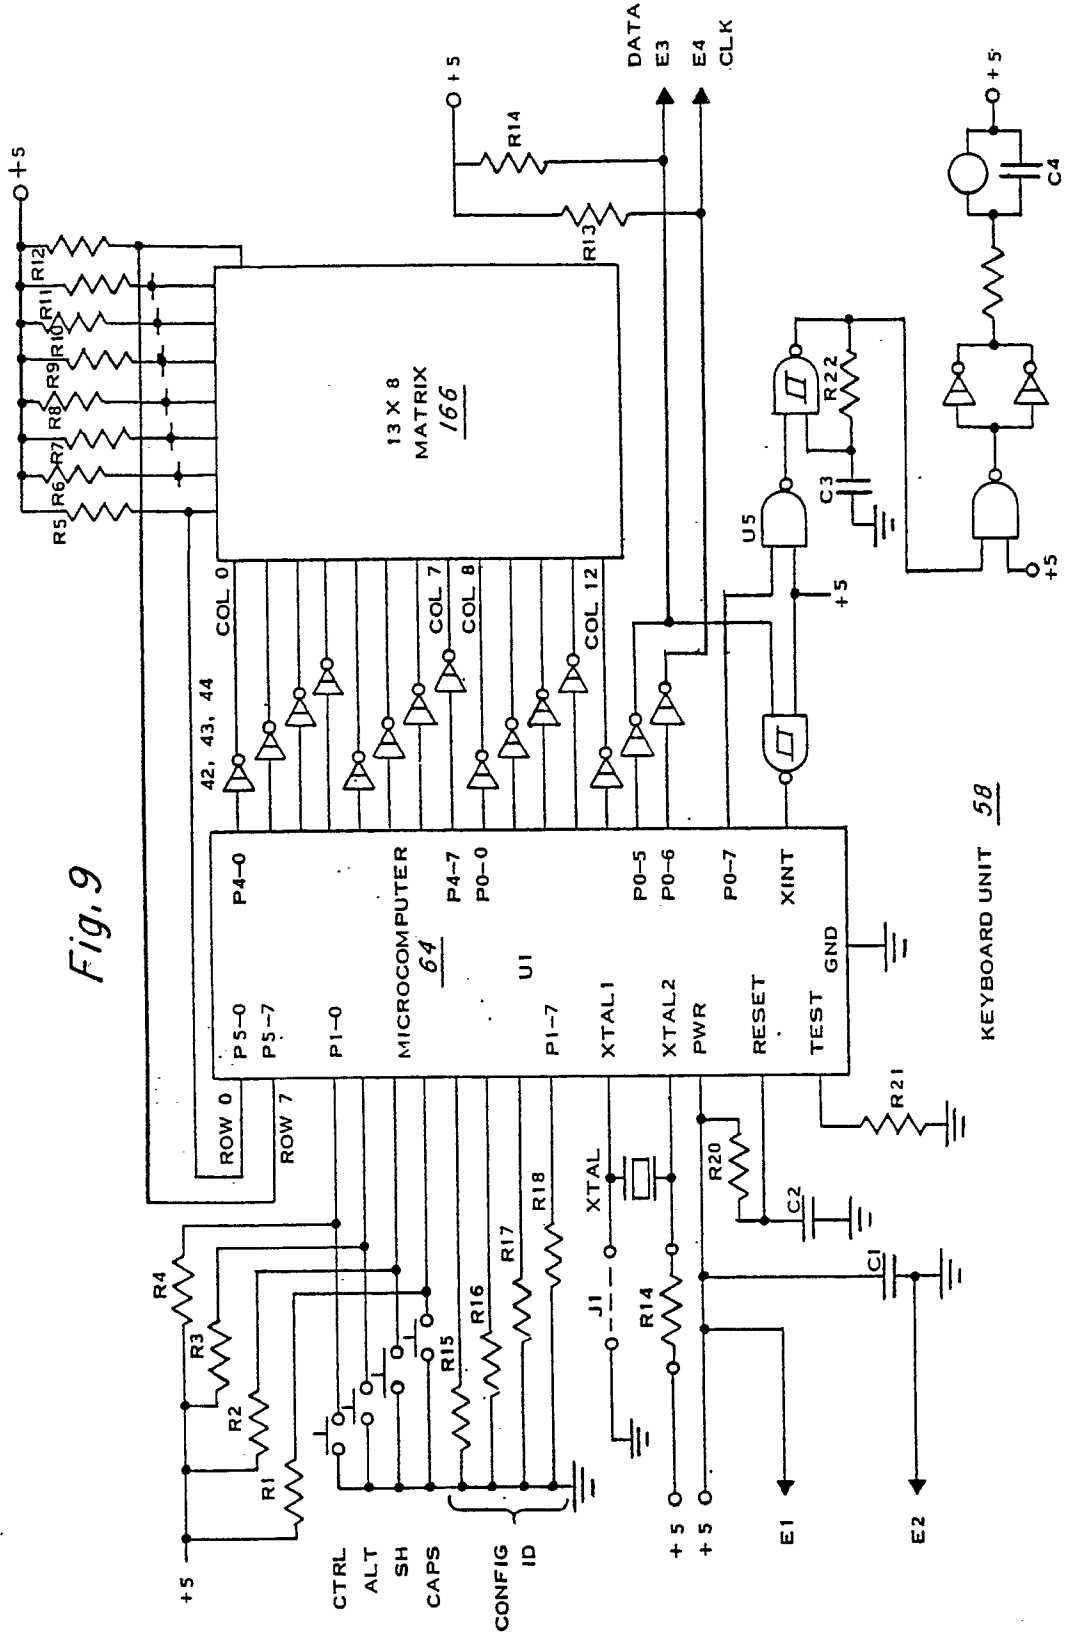 Fig. 9
+5
R4
R3
R2
R1
CTRL
ALT
SH
CAPS
CONFIG
ID
R15
R16
R17
R18
ROW 0
ROW 7
P5-0
P5-7
P1-0
MICROCOMPUTER
64
U1
P1-7
XTAL1
XTAL2
PWR
RESET
TEST
GND
P4-0
P4-7
P0-0
P0-5
P0-6
P0-7
XINT
XTAL
J1
R14
+5
+5
R20
C2
C1
R21
E1
E2
42, 43, 44
COL 0
COL 7
COL 8
COL 12
13 X 8
MATRIX
166
R5
R6
R7
R8
R9
R10
R11
R12
+5
+5
R14
R13
DATA
E3
E4
CLK
U5
+5
R22
C3
+5
C4
+5
KEYBOARD UNIT 58